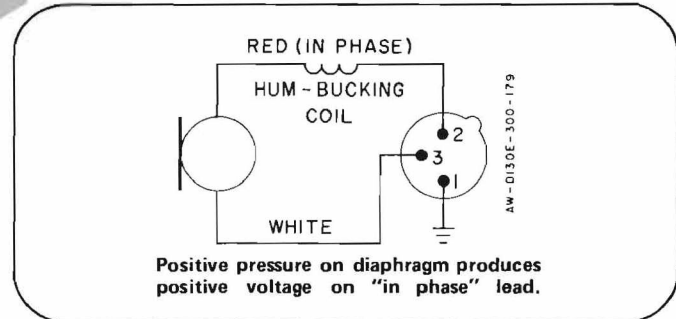 RED (IN PHASE)
HUM-BUCKING
COIL
2
3
1
WHITE
AW-0130E-300-179
Positive pressure on diaphragm produces
positive voltage on "in phase" lead.